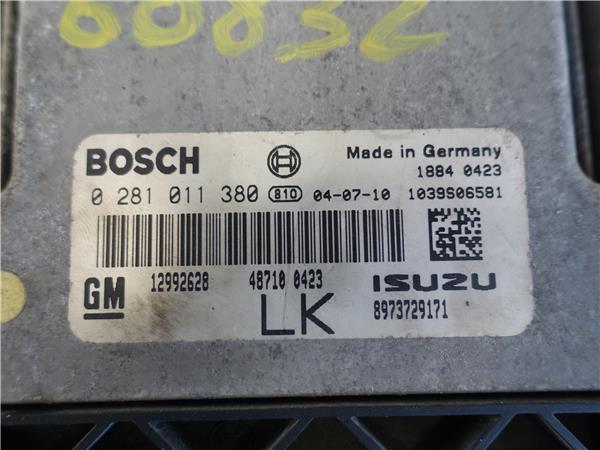 60832
BOSCH
Made in Germany
1884 0423
0 281 011 380 810 04-07-10 1039S06581
GM 12992628 48710 0423 ISUZU
LK 8973729171